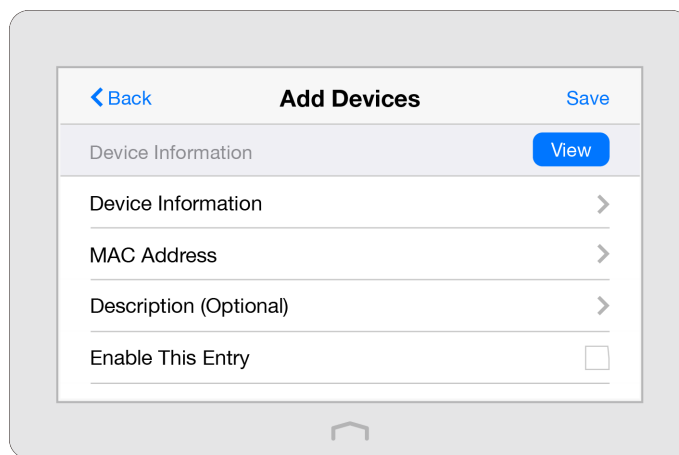 Back Add Devices Save
Device Information View
Device Information
MAC Address
Description (Optional)
Enable This Entry